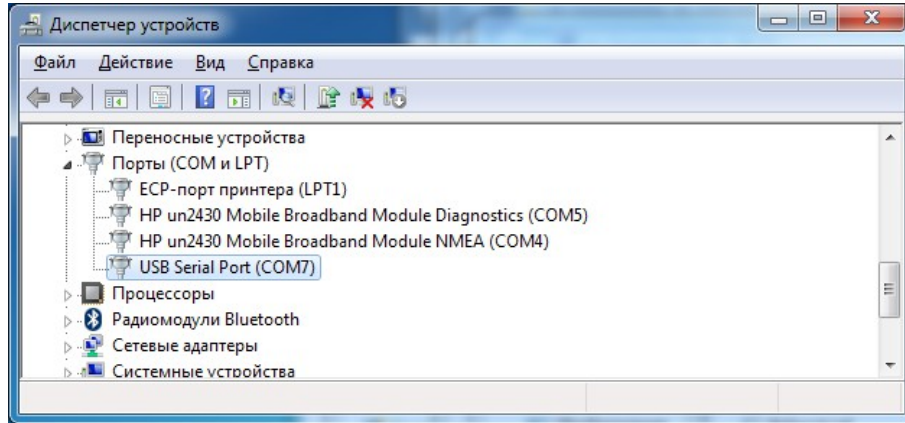 Диспетчер устройств
Файл Действие Вид Справка
Переносные устройства
Порты (COM и LPT)
ECP-порт принтера (LPT1)
HP un2430 Mobile Broadband Module Diagnostics (COM5)
HP un2430 Mobile Broadband Module NMEA (COM4)
USB Serial Port (COM7)
Процессоры
Радиомодули Bluetooth
Сетевые адаптеры
Системные устройства